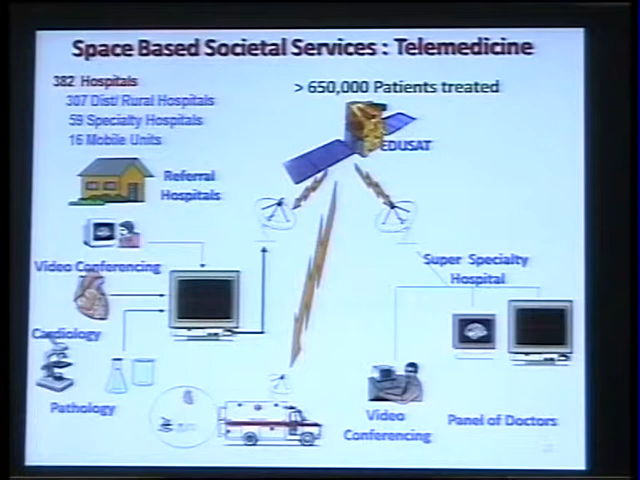 Space Based Societal Services : Telemedicine
382 Hospitals
307 Dist/ Rural Hospitals
59 Specialty Hospitals
16 Mobile Units
> 650,000 Patients treated
EDUSAT
Referral
Hospitals
Video Conferencing
Cardiology
Pathology
Super Specialty
Hospital
Video
Conferencing
Panel of Doctors